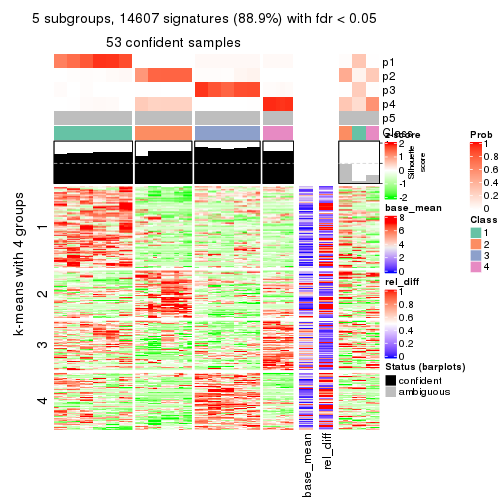 5 subgroups, 14607 signatures (88.9%) with fdr < 0.05
53 confident samples
p1
p2
p3
p4
p5
Class
k-means with 4 groups
1
2
3
4
base_mean
rel_diff
z-score
2
1
0
-1
-2
Silhouette
score
base_mean
8
6
4
2
0
rel_diff
1
0.8
0.6
0.4
0.2
0
Status (barplots)
confident
ambiguous
Prob
1
0.8
0.6
0.4
0.2
0
Class
1
2
3
4